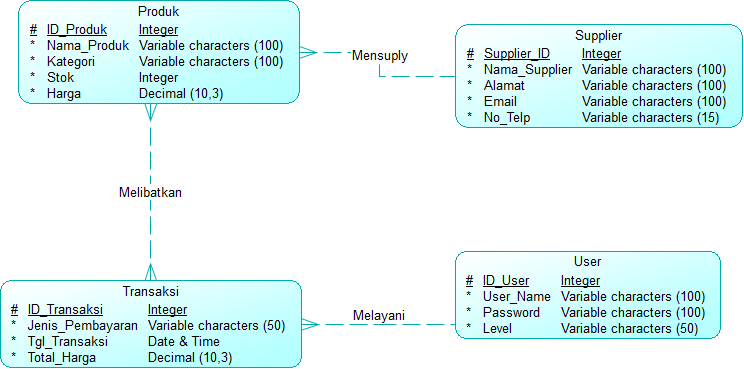 Produk
# ID_Produk Integer
* Nama_Produk Variable characters (100)
* Kategori Variable characters (100)
* Stok Integer
* Harga Decimal (10,3)
Mensuply
Supplier
# Supplier_ID Integer
* Nama_Supplier Variable characters (100)
* Alamat Variable characters (100)
* Email Variable characters (100)
* No_Telp Variable characters (15)
Melibatkan
Transaksi
# ID_Transaksi Integer
* Jenis_Pembayaran Variable characters (50)
* Tgl_Transaksi Date & Time
* Total_Harga Decimal (10,3)
Melayani
User
# ID_User Integer
* User_Name Variable characters (100)
* Password Variable characters (100)
* Level Variable characters (50)